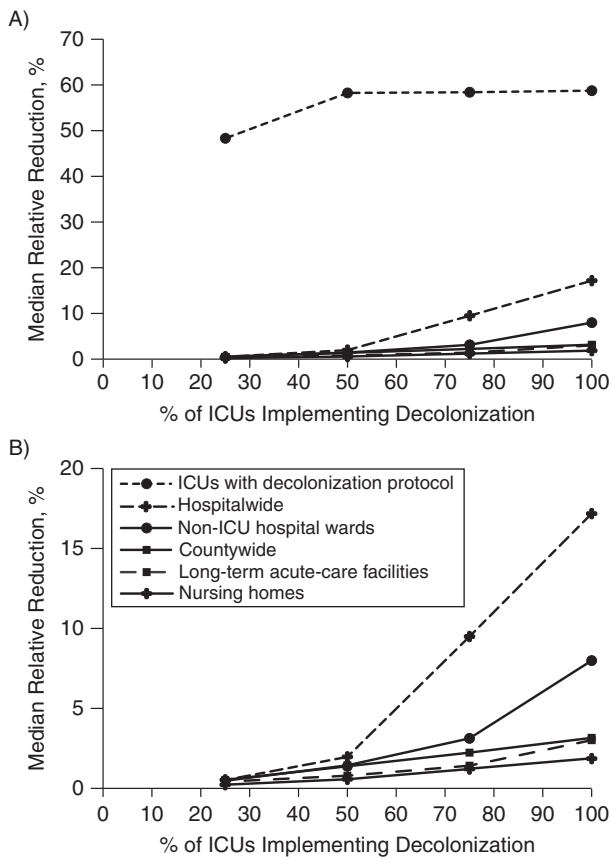 A)
Median Relative Reduction, %
70
60
50
40
30
20
10
0
0 10 20 30 40 50 60 70 80 90 100
% of ICUs Implementing Decolonization
B)
Median Relative Reduction, %
20
15
10
5
0
ICUs with decolonization protocol
Hospitalwide
Non-ICU hospital wards
Countywide
Long-term acute-care facilities
Nursing homes
0 10 20 30 40 50 60 70 80 90 100
% of ICUs Implementing Decolonization